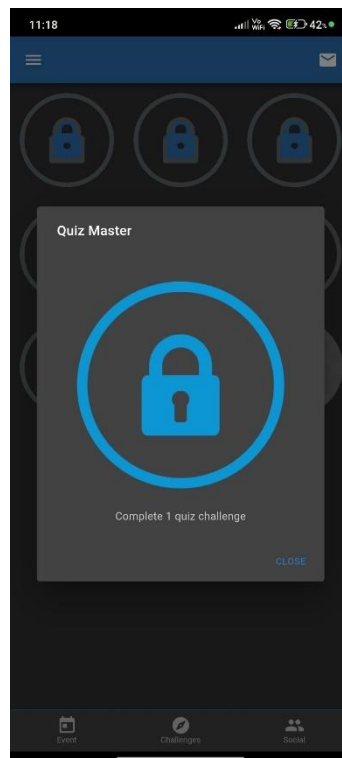 11:18
Vo
WiFi
42%
Quiz Master
Complete 1 quiz challenge
CLOSE
Event
Challenges
Social